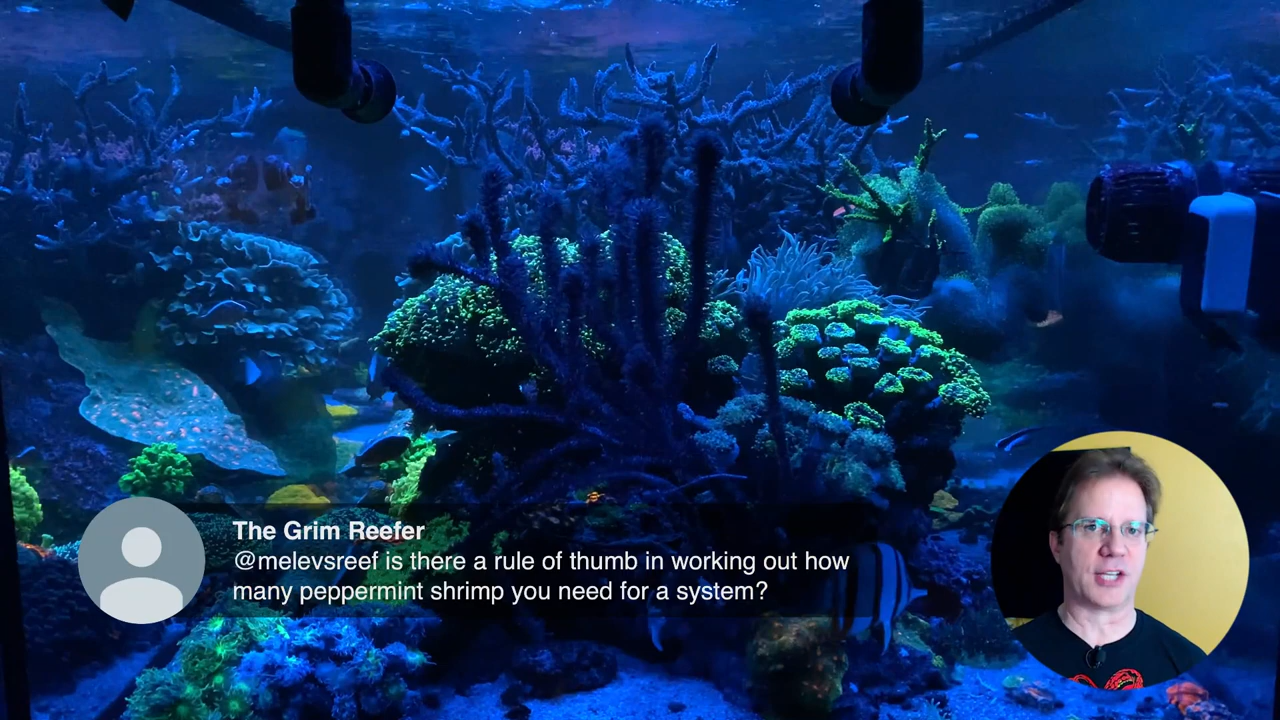 The Grim Reefer
@melevsreef is there a rule of thumb in working out how
many peppermint shrimp you need for a system?